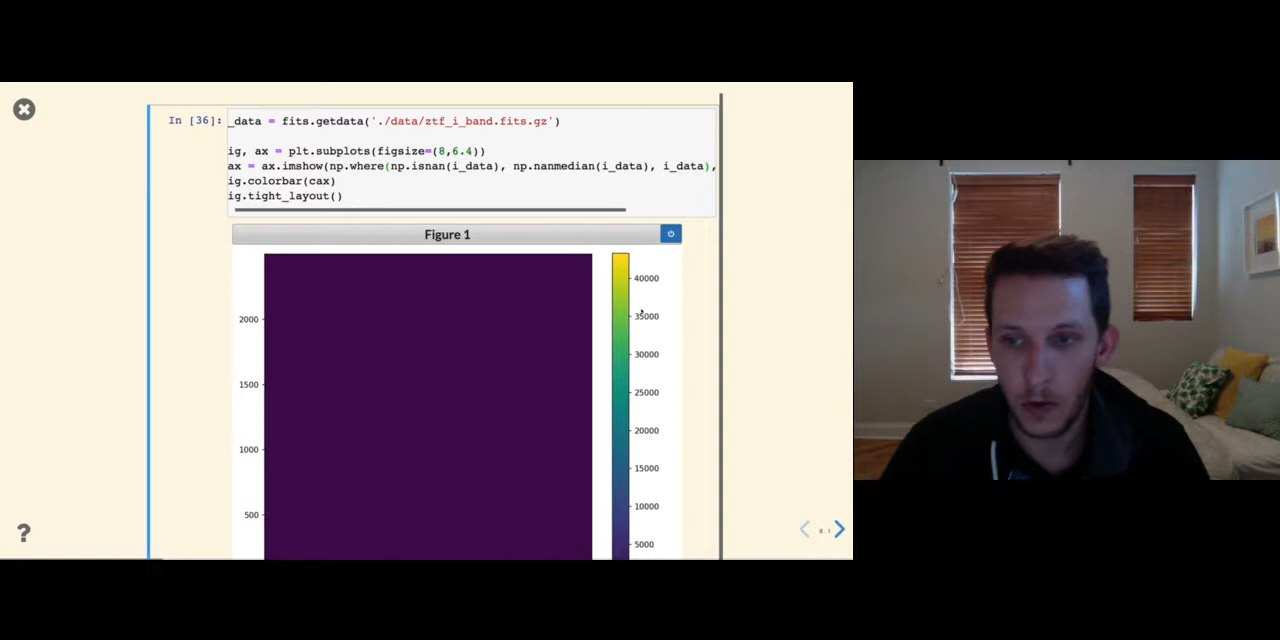 In [36]:
_data = fits.getdata('./data/ztf_i_band.fits.gz')
ig, ax = plt.subplots(figsize=(8,6.4))
ax = ax.imshow(np.where(np.isnan(i_data), np.nanmedian(i_data), i_data),
ig.colorbar(cax)
ig.tight_layout()
Figure 1
2000
1500
1000
500
40000
35000
30000
25000
20000
15000
10000
5000
?
8.1